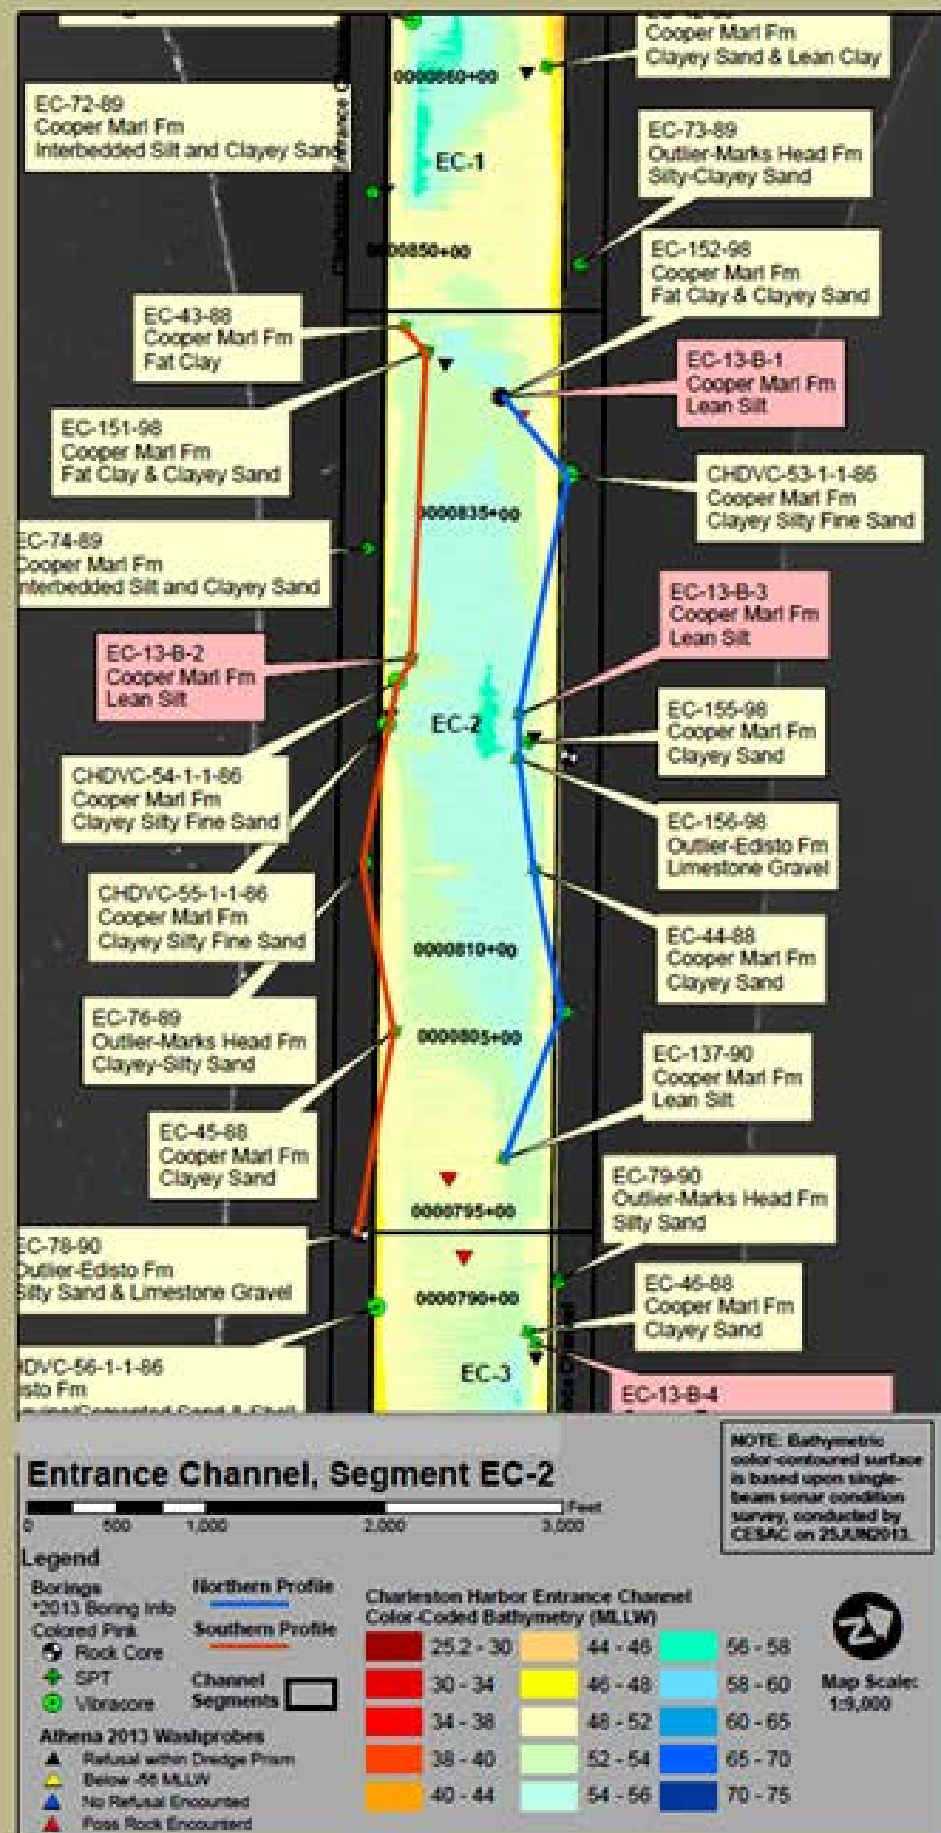 0000860+00
Cooper Marl Fm
Clayey Sand & Lean Clay
EC-72-89
Cooper Marl Fm
Interbedded Silt and Clayey Sand
EC-1
EC-73-89
Outlier-Marks Head Fm
Silty-Clayey Sand
0000850+00
EC-152-98
Cooper Marl Fm
Fat Clay & Clayey Sand
EC-43-88
Cooper Marl Fm
Fat Clay
EC-13-B-1
Cooper Marl Fm
Lean Silt
EC-151-98
Cooper Marl Fm
Fat Clay & Clayey Sand
CHDVC-53-1-1-86
Cooper Marl Fm
Clayey Silty Fine Sand
0000835+00
EC-74-89
Cooper Marl Fm
Interbedded Silt and Clayey Sand
EC-13-B-3
Cooper Marl Fm
Lean Silt
EC-13-B-2
Cooper Marl Fm
Lean Silt
EC-2
EC-155-98
Cooper Marl Fm
Clayey Sand
CHDVC-54-1-1-86
Cooper Marl Fm
Clayey Silty Fine Sand
EC-156-98
Outlier-Edisto Fm
Limestone Gravel
CHDVC-55-1-1-86
Cooper Marl Fm
Clayey Silty Fine Sand
EC-44-88
Cooper Marl Fm
Clayey Sand
0000810+00
EC-76-89
Outlier-Marks Head Fm
Clayey-Silty Sand
0000805+00
EC-137-90
Cooper Marl Fm
Lean Silt
EC-45-88
Cooper Marl Fm
Clayey Sand
EC-79-90
Outlier-Marks Head Fm
Silty Sand
0000795+00
EC-78-90
Outlier-Edisto Fm
Silty Sand & Limestone Gravel
EC-46-88
Cooper Marl Fm
Clayey Sand
0000790+00
HDVC-56-1-1-86
isto Fm
EC-3
EC-13-B-4
Entrance Channel, Segment EC-2
0 500 1,000 2,000 3,000 Feet
NOTE: Bathymetric
color-contoured surface
is based upon single-
beam sonar condition
survey, conducted by
CESAC on 25JUN2013.
Legend
Borings
*2013 Boring Info
Colored Pink
Rock Core
SPT
Vibracore
Northern Profile
Southern Profile
Channel
Segments
Athena 2013 Washprobes
Refusal within Dredge Prism
Below -56 MLLW
No Refusal Encounted
Poss Rock Encounterd
Charleston Harbor Entrance Channel
Color-Coded Bathymetry (MLLW)
25.2 - 30
30 - 34
34 - 38
38 - 40
40 - 44
44 - 46
46 - 48
48 - 52
52 - 54
54 - 56
56 - 58
58 - 60
60 - 65
65 - 70
70 - 75
Map Scale:
1:9,000